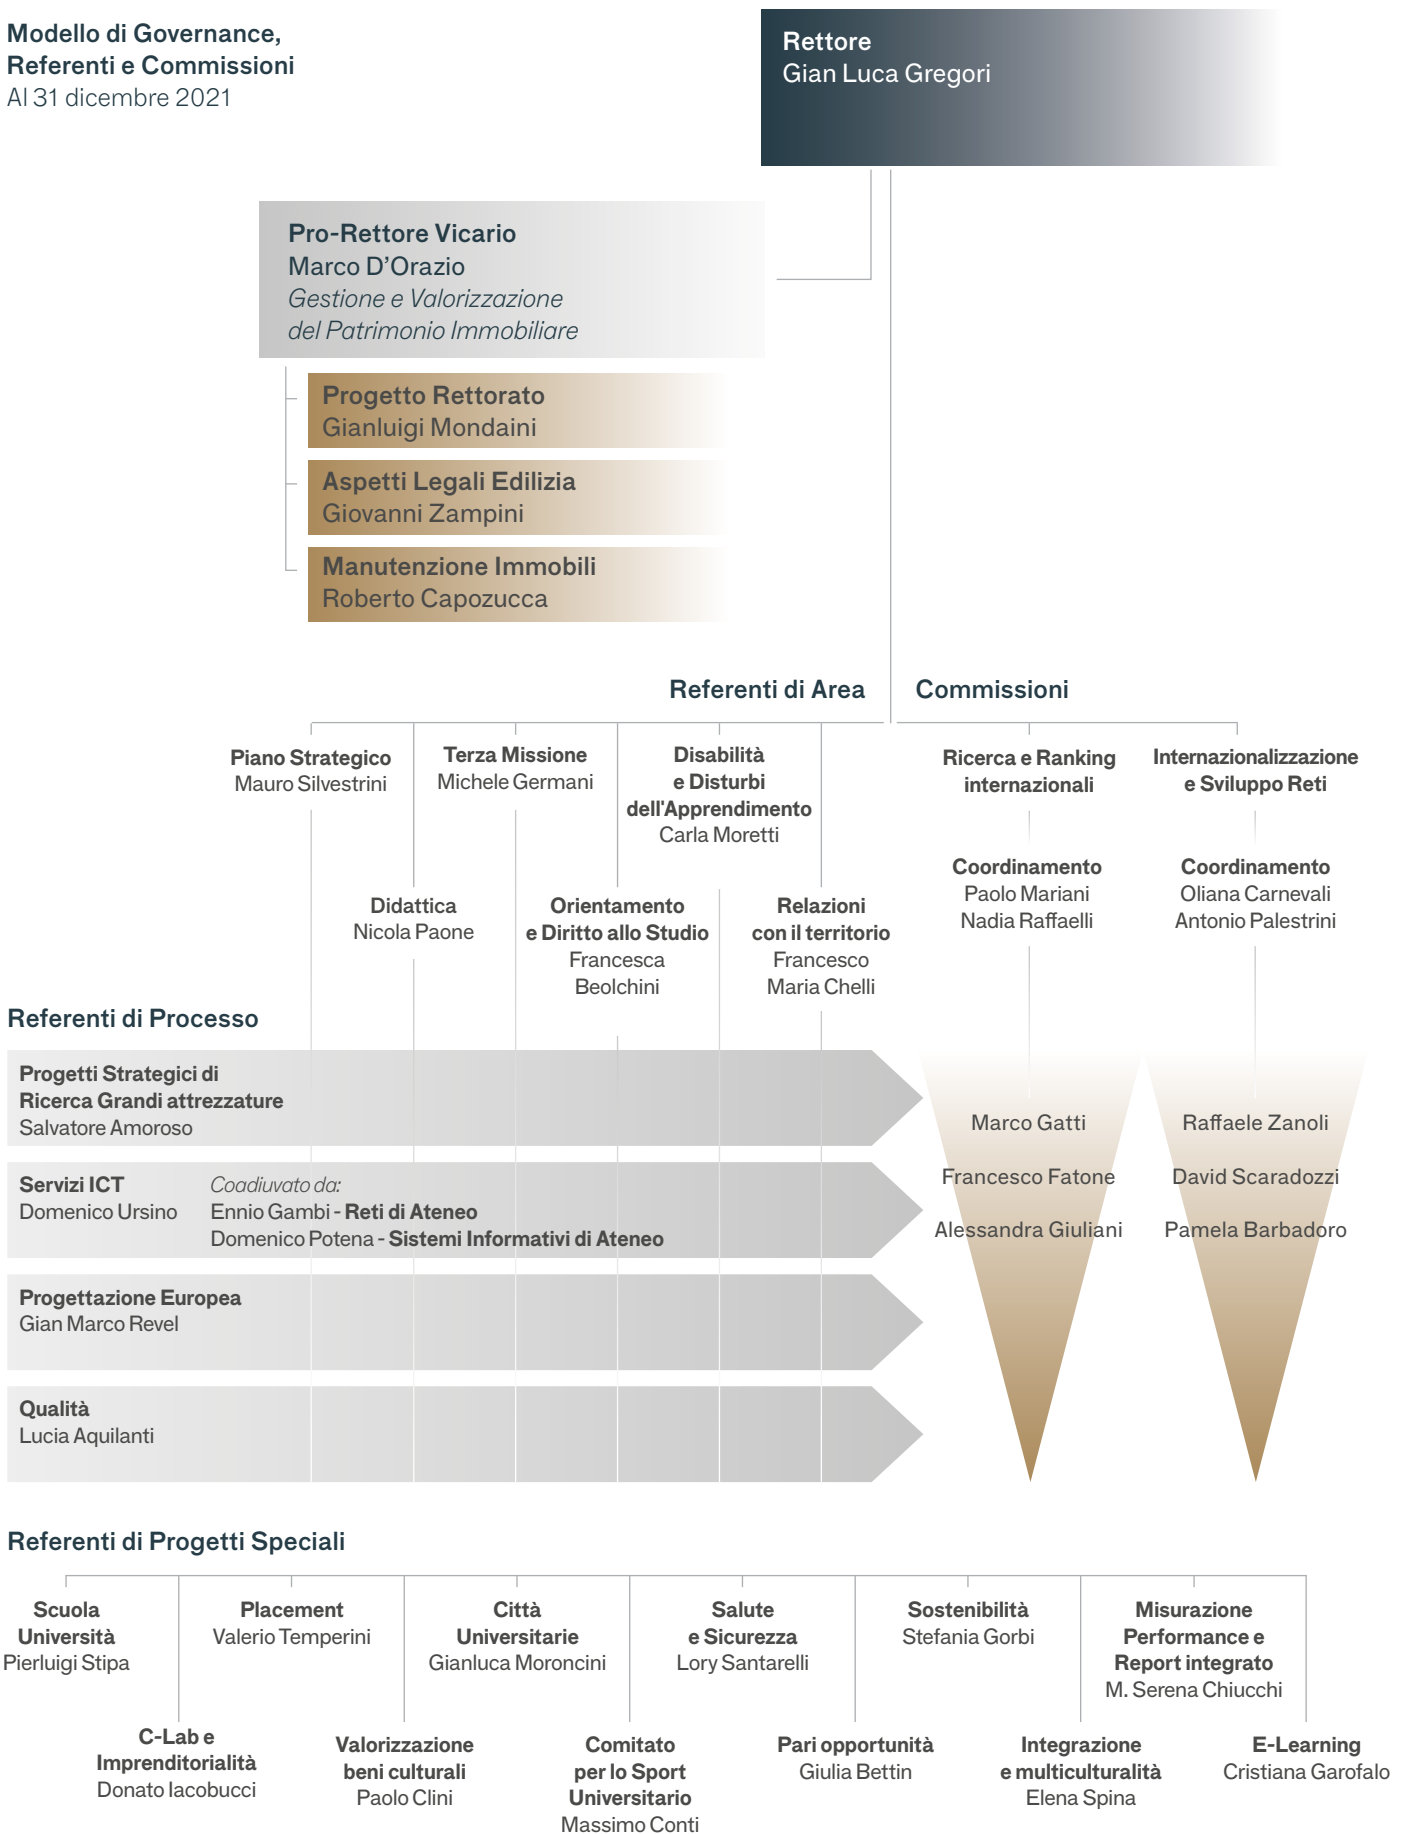 Modello di Governance,
Referenti e Commissioni
Al 31 dicembre 2021
Rettore
Gian Luca Gregori
Pro-Rettore Vicario
Marco D'Orazio
Gestione e Valorizzazione
del Patrimonio Immobiliare
Progetto Rettorato
Gianluigi Mondaini
Aspetti Legali Edilizia
Giovanni Zampini
Manutenzione Immobili
Roberto Capozucca
Referenti di Area
Piano Strategico
Mauro Silvestrini
Didattica
Nicola Paone
Terza Missione
Michele Germani
Orientamento
e Diritto allo Studio
Francesca
Beolchini
Disabilità
e Disturbi
dell'Apprendimento
Carla Moretti
Relazioni
con il territorio
Francesco
Maria Chelli
Commissioni
Ricerca e Ranking
internazionali
Coordinamento
Paolo Mariani
Nadia Raffaelli
Marco Gatti
Francesco Fatone
Alessandra Giuliani
Internazionalizzazione
e Sviluppo Reti
Coordinamento
Oliana Carnevali
Antonio Palestrini
Raffaele Zanoli
David Scaradozzi
Pamela Barbadoro
Referenti di Processo
Progetti Strategici di
Ricerca Grandi attrezzature
Salvatore Amoroso
Servizi ICT
Domenico Ursino
Coadiuvato da:
Ennio Gambi - Reti di Ateneo
Domenico Potena - Sistemi Informativi di Ateneo
Progettazione Europea
Gian Marco Revel
Qualità
Lucia Aquilanti
Referenti di Progetti Speciali
Scuola
Università
Pierluigi Stipa
C-Lab e
Imprenditorialità
Donato Iacobucci
Placement
Valerio Temperini
Valorizzazione
beni culturali
Paolo Clini
Città
Universitarie
Gianluca Moroncini
Comitato
per lo Sport
Universitario
Massimo Conti
Salute
e Sicurezza
Lory Santarelli
Pari opportunità
Giulia Bettin
Sostenibilità
Stefania Gorbi
Integrazione
e multiculturalità
Elena Spina
Misurazione
Performance e
Report integrato
M. Serena Chiucchi
E-Learning
Cristiana Garofalo